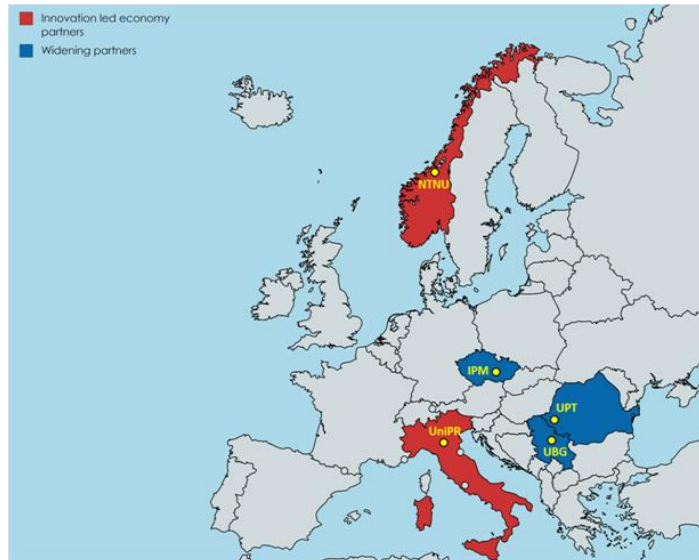 Innovation led economy
partners
Widening partners
NTNU
IPM
UPT
UniPR
UBG